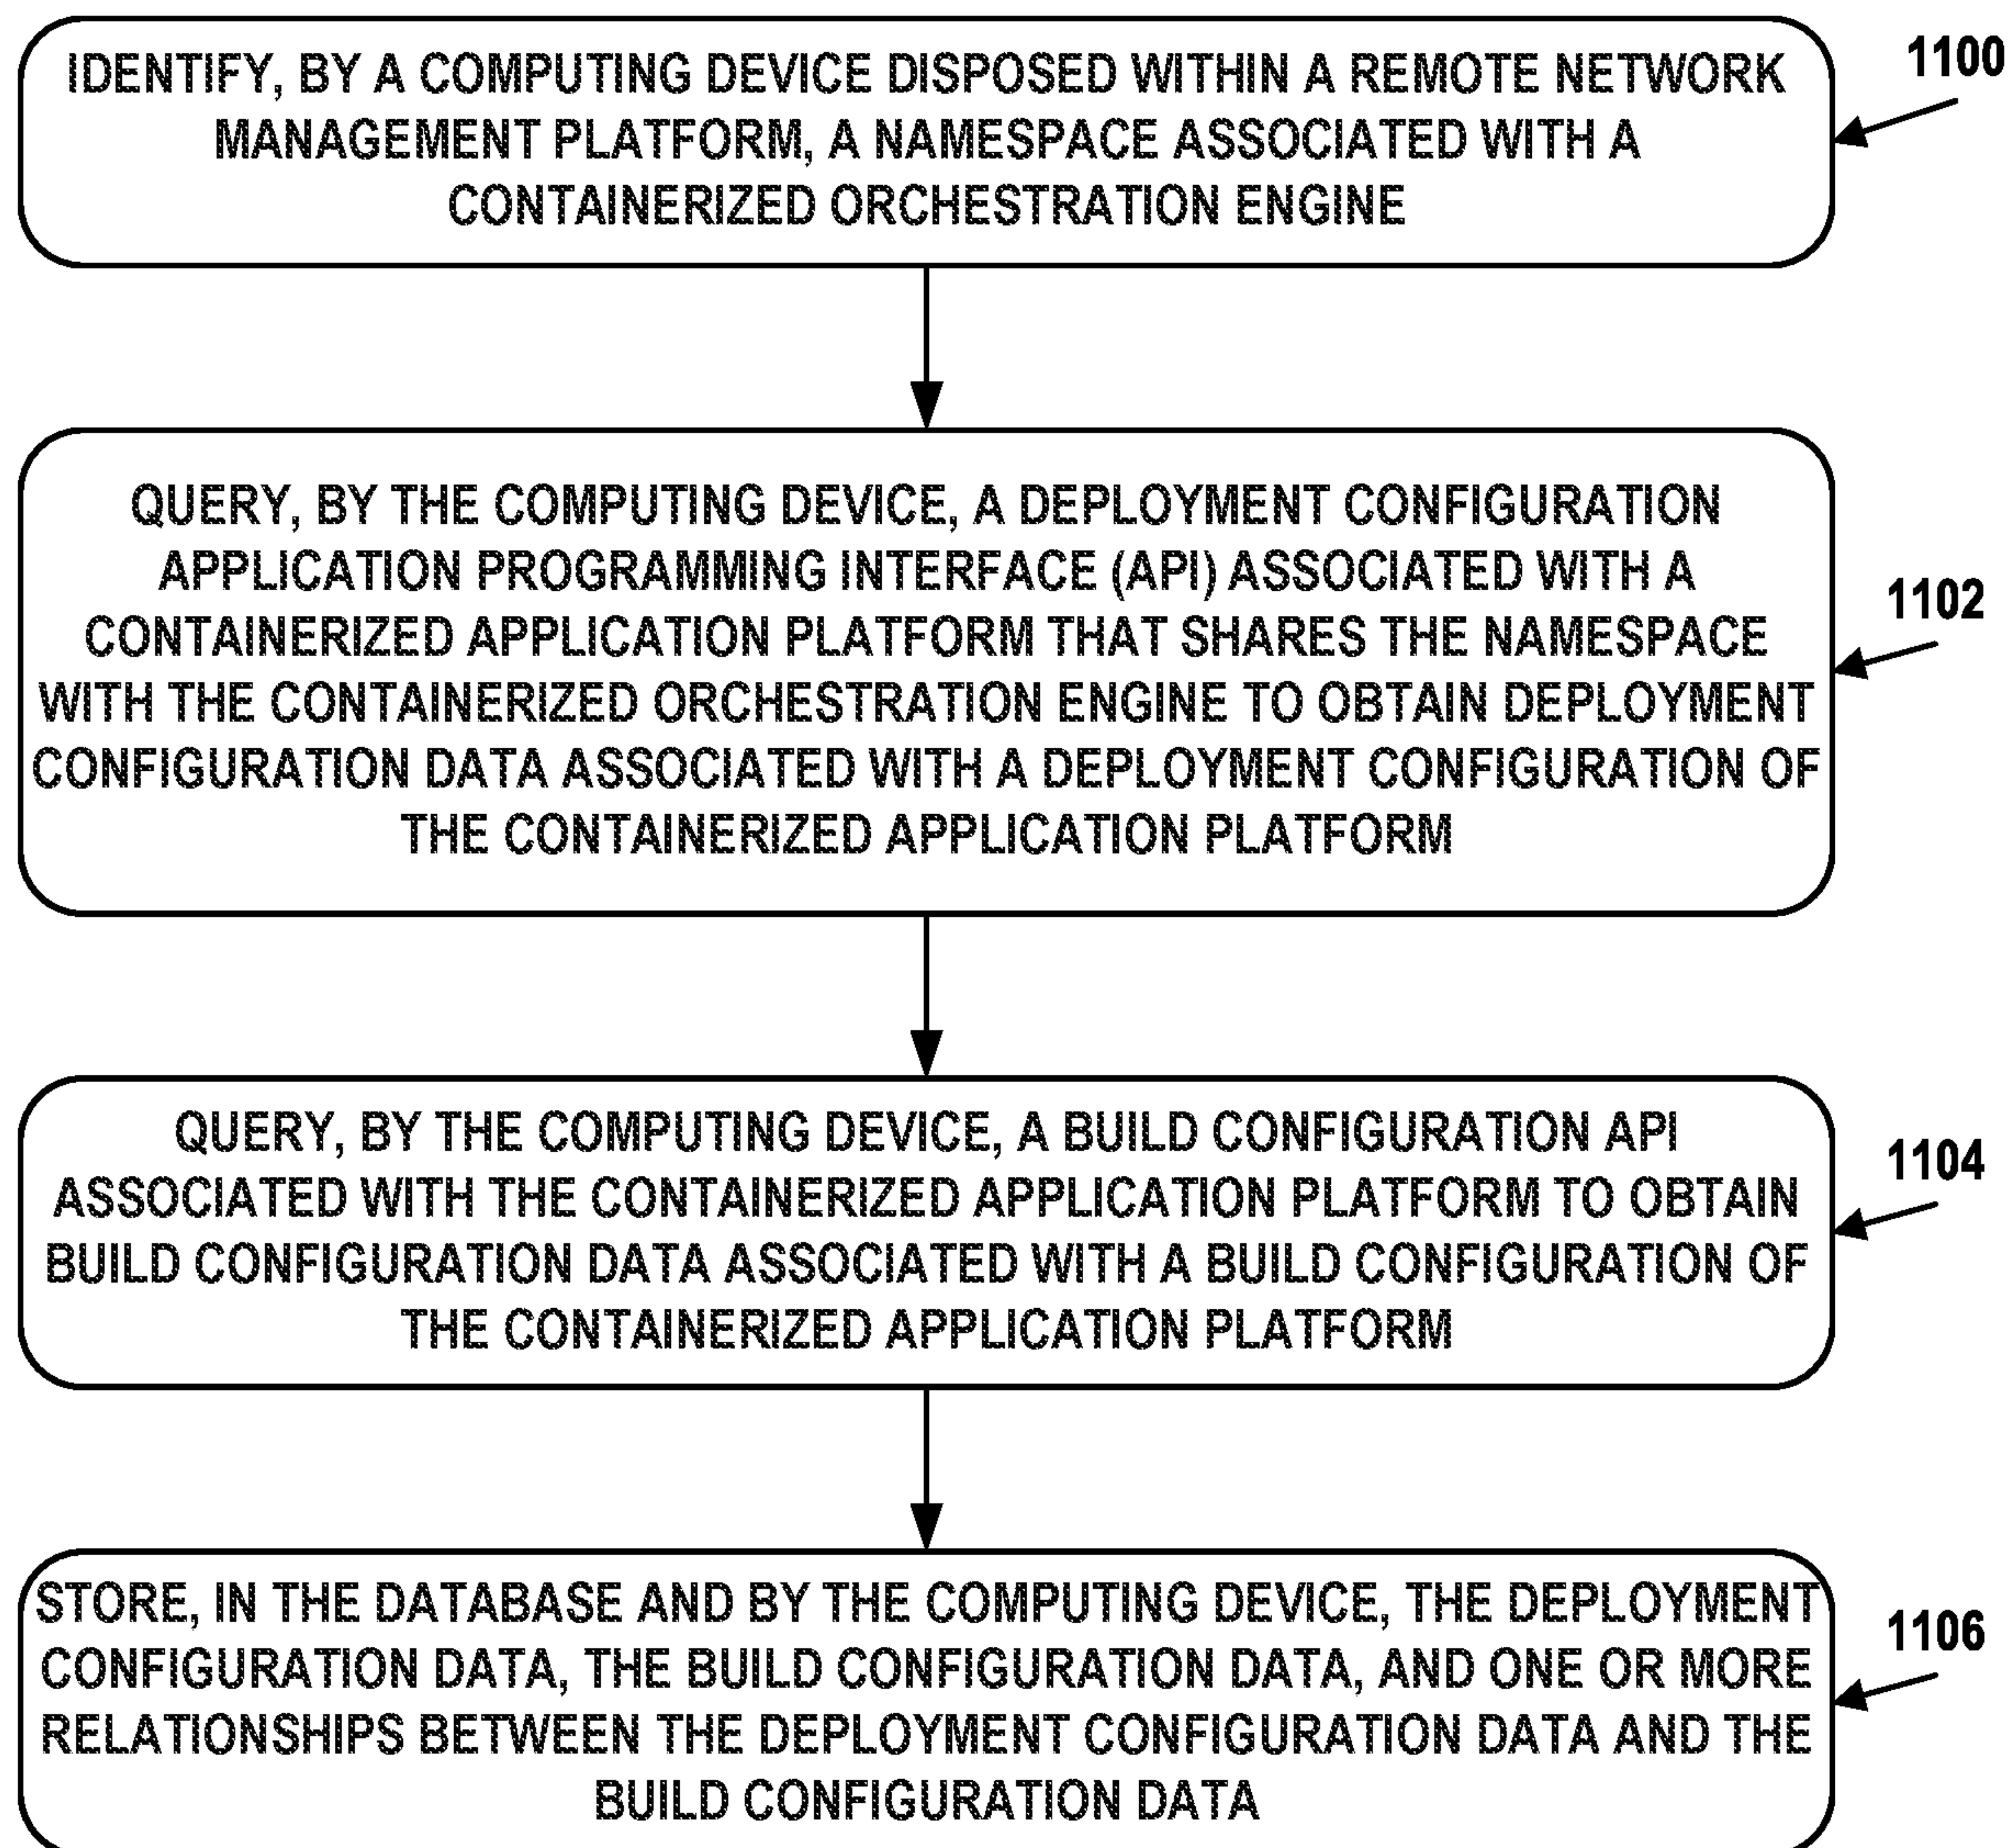 IDENTIFY, BY A COMPUTING DEVICE DISPOSED WITHIN A REMOTE NETWORK
MANAGEMENT PLATFORM, A NAMESPACE ASSOCIATED WITH A
CONTAINERIZED ORCHESTRATION ENGINE
1100
QUERY, BY THE COMPUTING DEVICE, A DEPLOYMENT CONFIGURATION
APPLICATION PROGRAMMING INTERFACE (API) ASSOCIATED WITH A
CONTAINERIZED APPLICATION PLATFORM THAT SHARES THE NAMESPACE
WITH THE CONTAINERIZED ORCHESTRATION ENGINE TO OBTAIN DEPLOYMENT
CONFIGURATION DATA ASSOCIATED WITH A DEPLOYMENT CONFIGURATION OF
THE CONTAINERIZED APPLICATION PLATFORM
1102
QUERY, BY THE COMPUTING DEVICE, A BUILD CONFIGURATION API
ASSOCIATED WITH THE CONTAINERIZED APPLICATION PLATFORM TO OBTAIN
BUILD CONFIGURATION DATA ASSOCIATED WITH A BUILD CONFIGURATION OF
THE CONTAINERIZED APPLICATION PLATFORM
1104
STORE, IN THE DATABASE AND BY THE COMPUTING DEVICE, THE DEPLOYMENT
CONFIGURATION DATA, THE BUILD CONFIGURATION DATA, AND ONE OR MORE
RELATIONSHIPS BETWEEN THE DEPLOYMENT CONFIGURATION DATA AND THE
BUILD CONFIGURATION DATA
1106